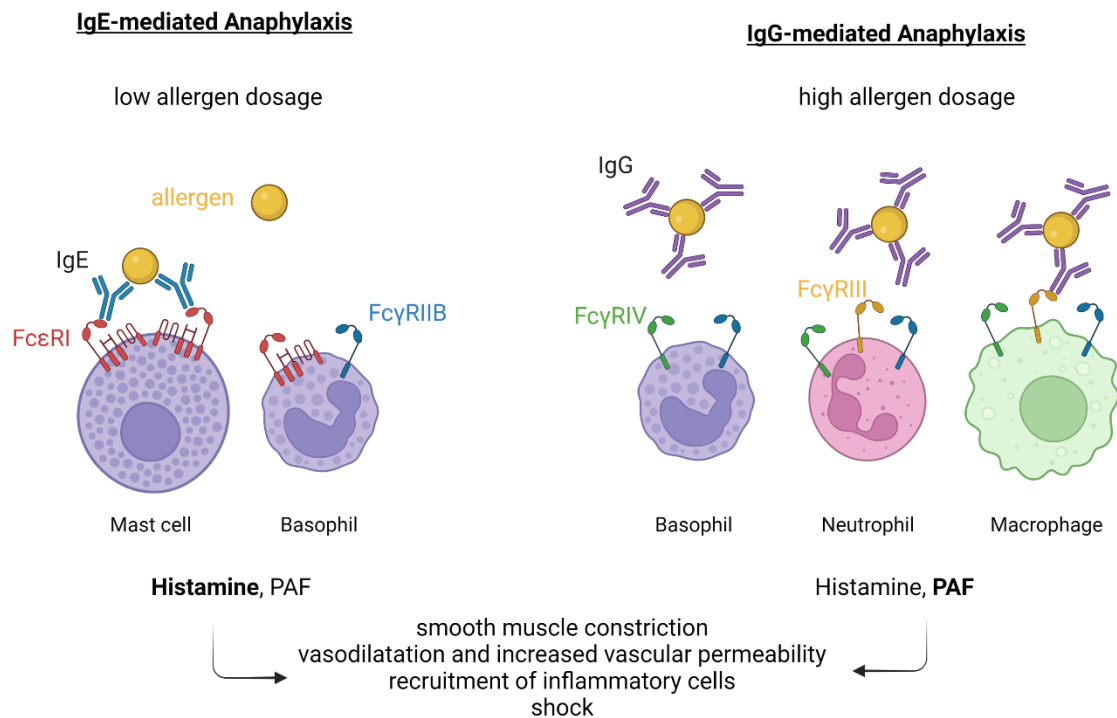 IgE-mediated Anaphylaxis
low allergen dosage
allergen
IgE
FcεRI
FcγRIIB
Mast cell
Basophil
Histamine, PAF
IgG-mediated Anaphylaxis
high allergen dosage
IgG
FcγRIV
FcγRIII
Basophil
Neutrophil
Macrophage
Histamine, PAF
smooth muscle constriction
vasodilatation and increased vascular permeability
recruitment of inflammatory cells
shock